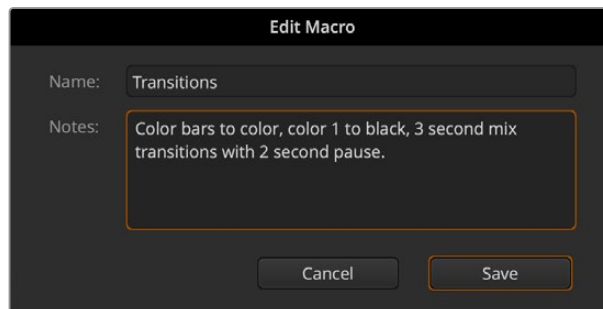 Edit Macro
Name: Transitions
Notes: Color bars to color, color 1 to black, 3 second mix
transitions with 2 second pause.
Cancel Save